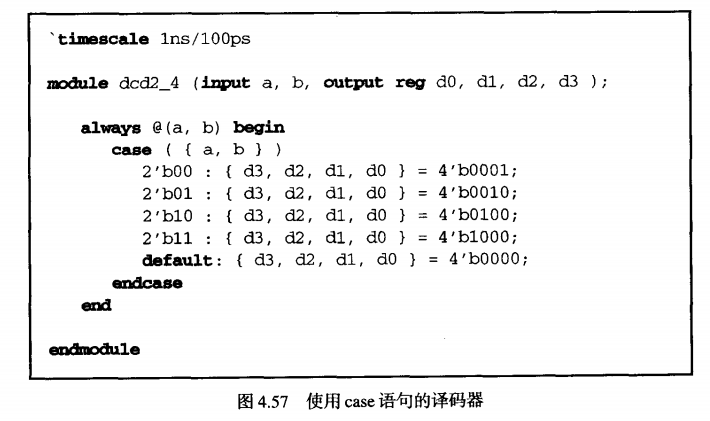 `timescale 1ns/100ps
module dcd2_4 (input a, b, output reg d0, d1, d2, d3 );
always @(a, b) begin
case ( { a, b } )
2'b00 : { d3, d2, d1, d0 } = 4'b0001;
2'b01 : { d3, d2, d1, d0 } = 4'b0010;
2'b10 : { d3, d2, d1, d0 } = 4'b0100;
2'b11 : { d3, d2, d1, d0 } = 4'b1000;
default: { d3, d2, d1, d0 } = 4'b0000;
endcase
end
endmodule
图 4.57 使用 case 语句的译码器